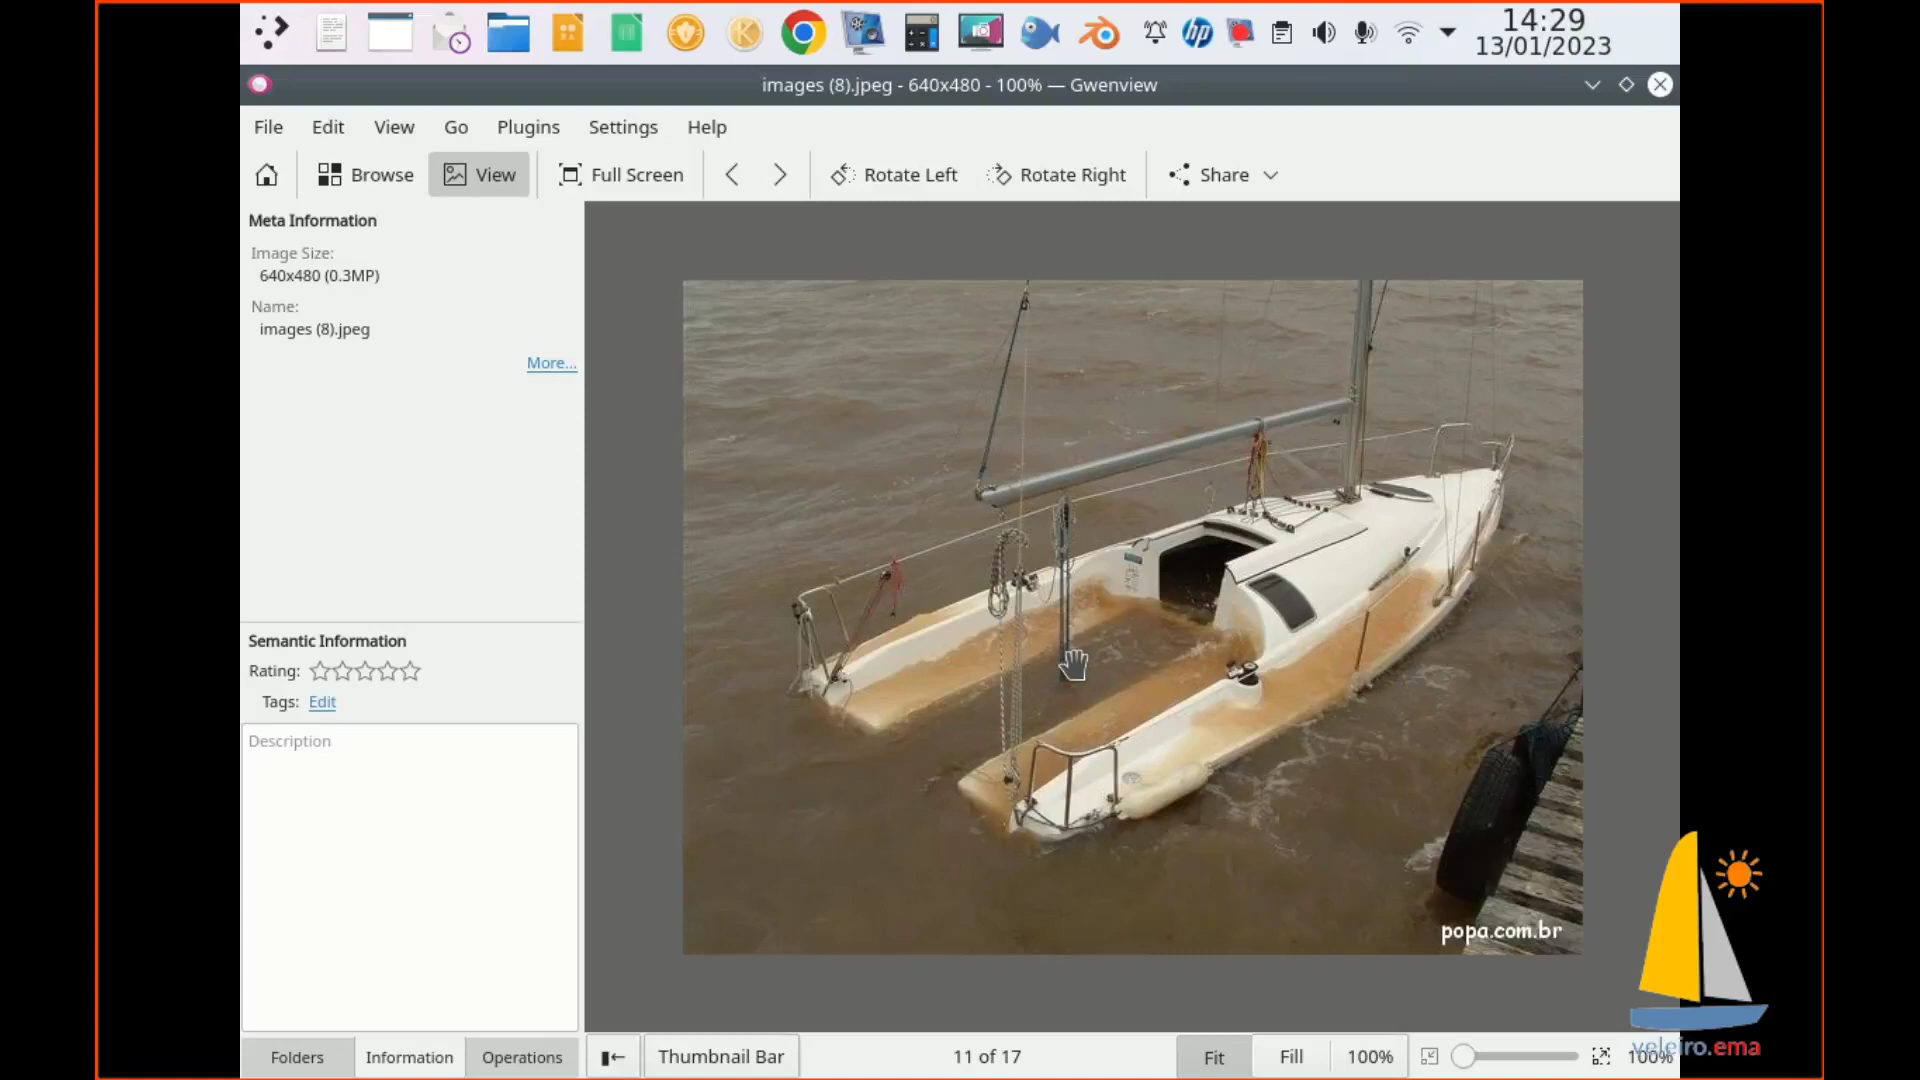 14:29
13/01/2023
images (8).jpeg - 640x480 - 100% — Gwenview
File Edit View Go Plugins Settings Help
Browse View Full Screen Rotate Left Rotate Right Share
Meta Information
Image Size:
640x480 (0.3MP)
Name:
images (8).jpeg
More...
Semantic Information
Rating:
Tags: Edit
Description
popa.com.br
Folders Information Operations Thumbnail Bar 11 of 17 Fit Fill 100% 100%
veleiro.ema